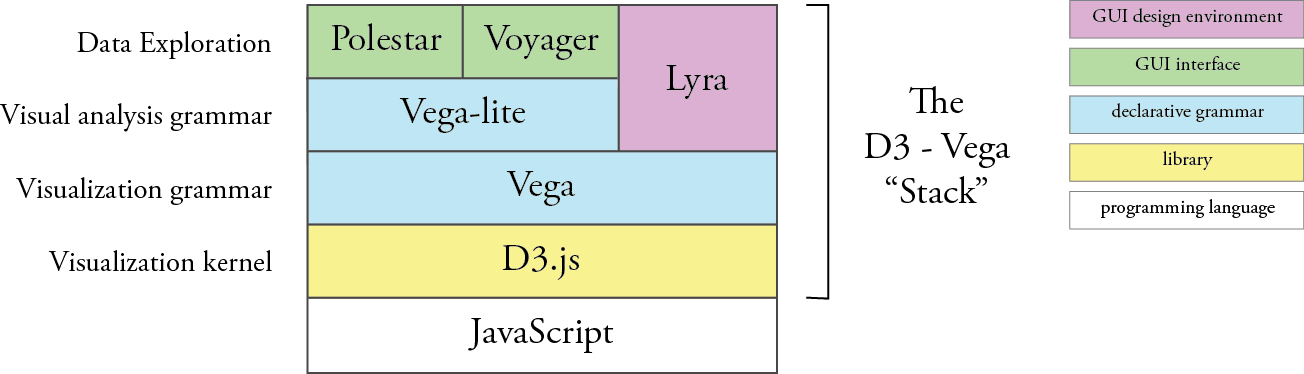 Data Exploration
Polestar
Voyager
Lyra
Visual analysis grammar
Vega-lite
Visualization grammar
Vega
Visualization kernel
D3.js
JavaScript
The
D3 - Vega
“Stack”
GUI design environment
GUI interface
declarative grammar
library
programming language